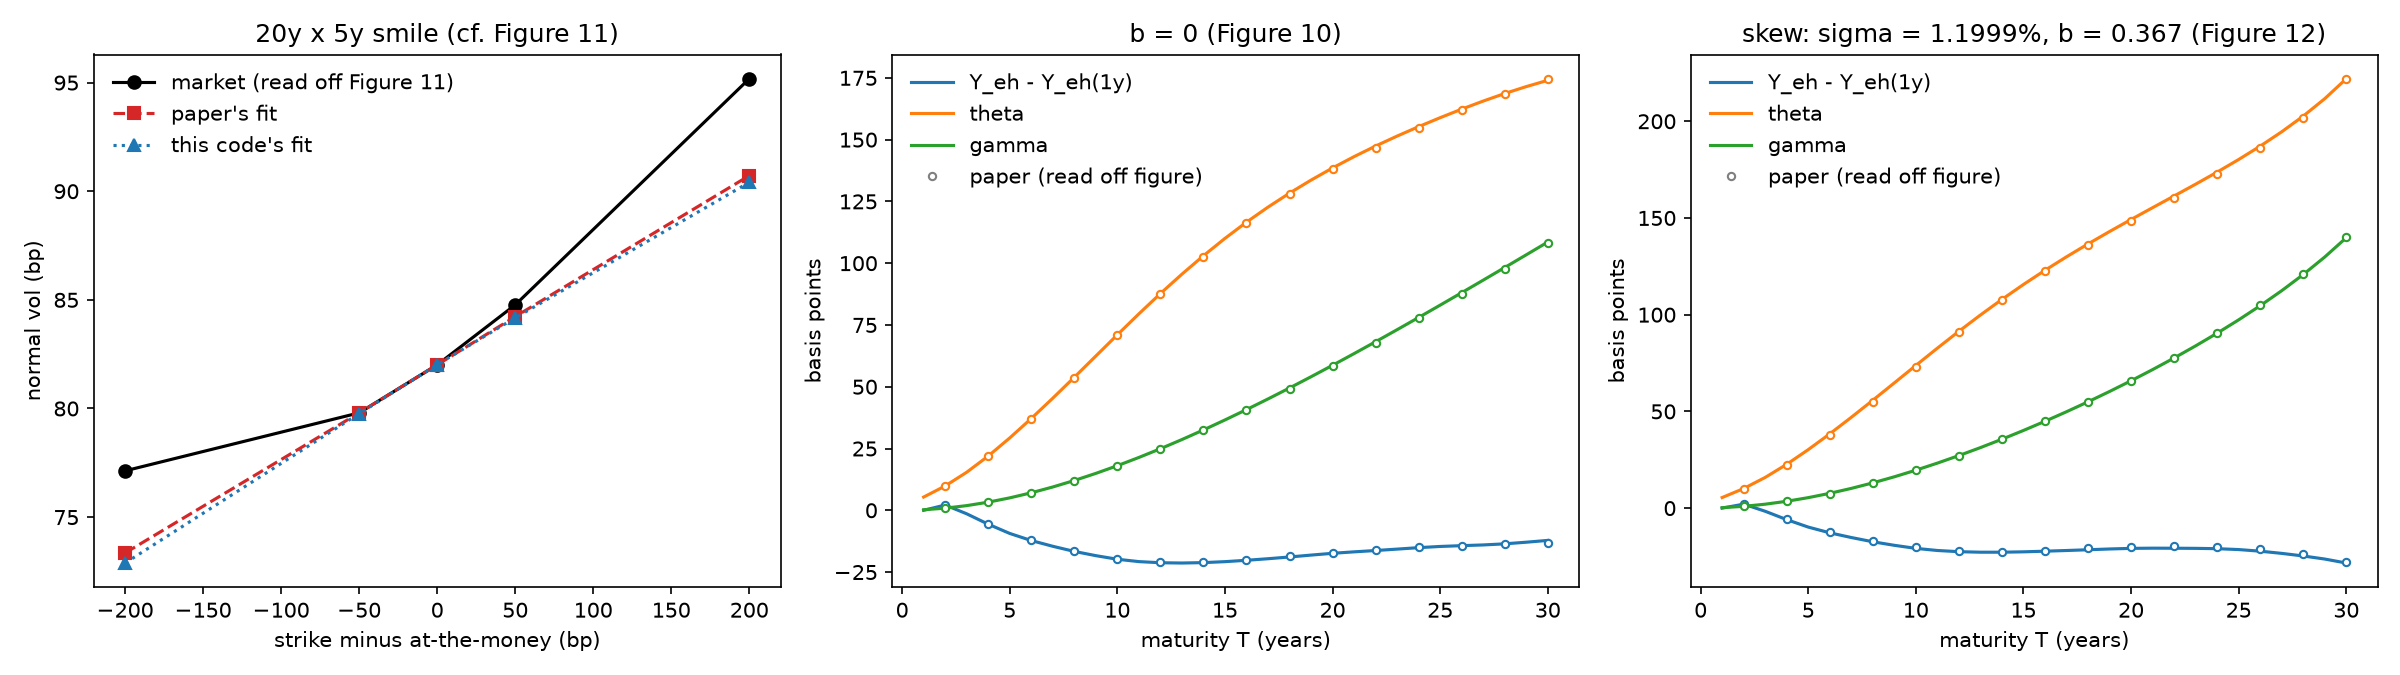 20y x 5y smile (cf. Figure 11)
market (read off Figure 11)
paper's fit
this code's fit
normal vol (bp)
95
90
85
80
75
−200
−150
−100
−50
0
50
100
150
200
strike minus at-the-money (bp)
b = 0 (Figure 10)
Y_eh - Y_eh(1y)
theta
gamma
paper (read off figure)
basis points
175
150
125
100
75
50
25
0
−25
0
5
10
15
20
25
30
maturity T (years)
skew: sigma = 1.1999%, b = 0.367 (Figure 12)
Y_eh - Y_eh(1y)
theta
gamma
paper (read off figure)
basis points
200
150
100
50
0
0
5
10
15
20
25
30
maturity T (years)